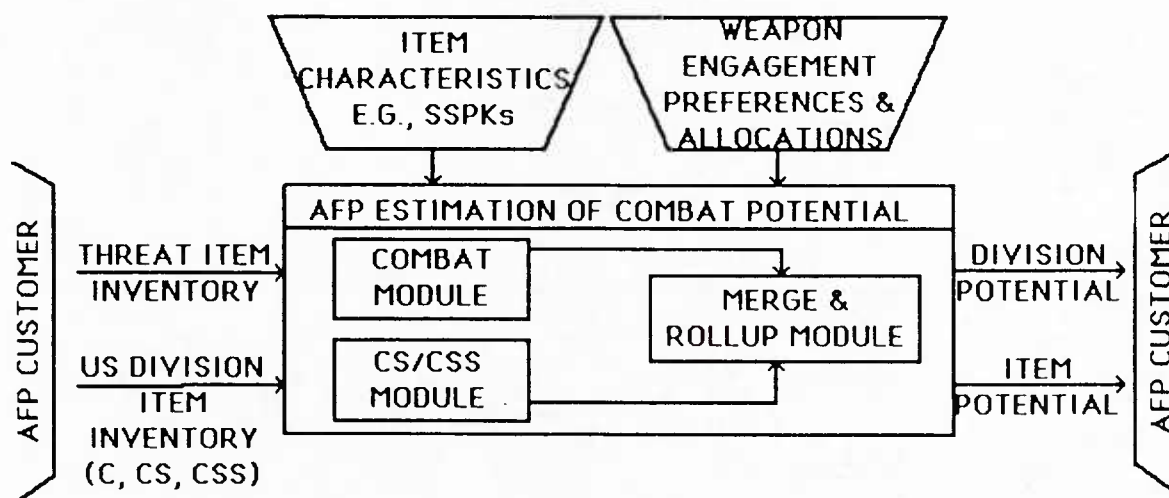 ITEM
CHARACTERISTICS
E.G., SSPKs
WEAPON
ENGAGEMENT
PREFERENCES &
ALLOCATIONS
AFP CUSTOMER
THREAT ITEM
INVENTORY
US DIVISION
ITEM
INVENTORY
(C, CS, CSS)
AFP ESTIMATION OF COMBAT POTENTIAL
COMBAT
MODULE
CS/CSS
MODULE
MERGE &
ROLLUP MODULE
DIVISION
POTENTIAL
ITEM
POTENTIAL
AFP CUSTOMER